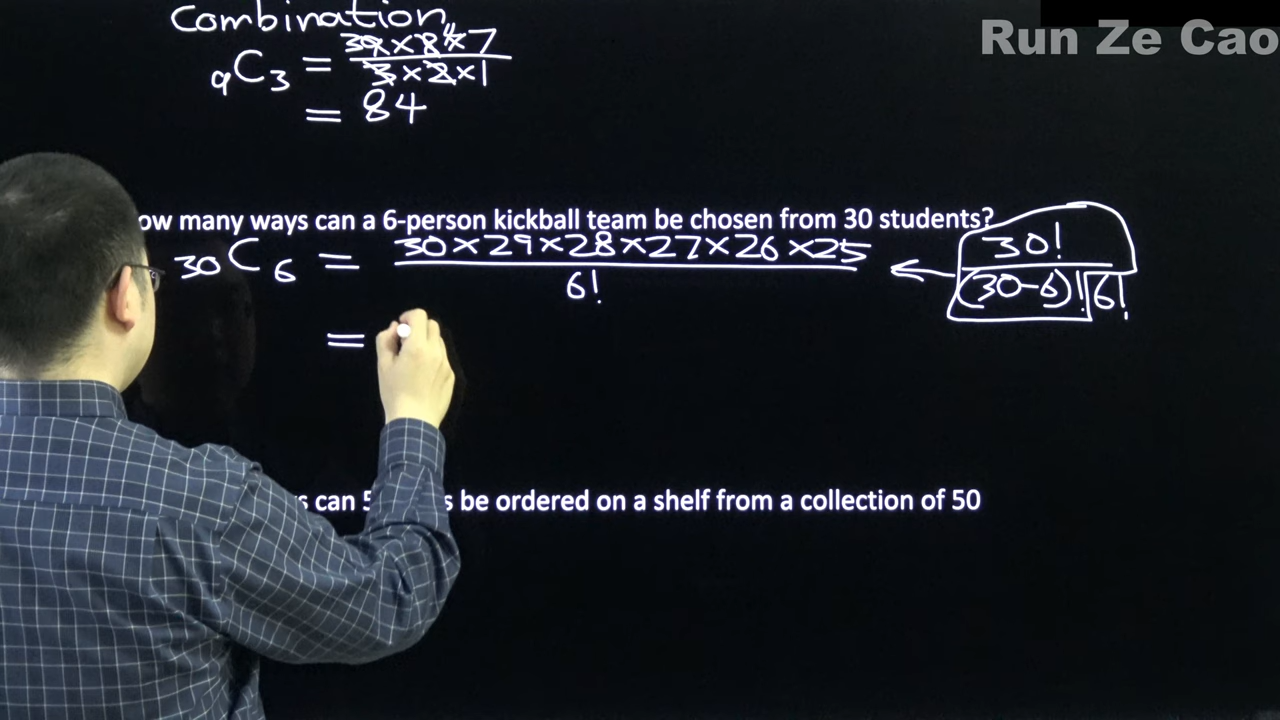 Run Ze Cao
Combination
₉C₃ = 39×84×7
3×2×1
= 84
ow many ways can a 6-person kickball team be chosen from 30 students?
₃₀C₆ = 30×29×28×27×26×25
6!
← 30!
(30-6)!6!
=
s can 5 s be ordered on a shelf from a collection of 50